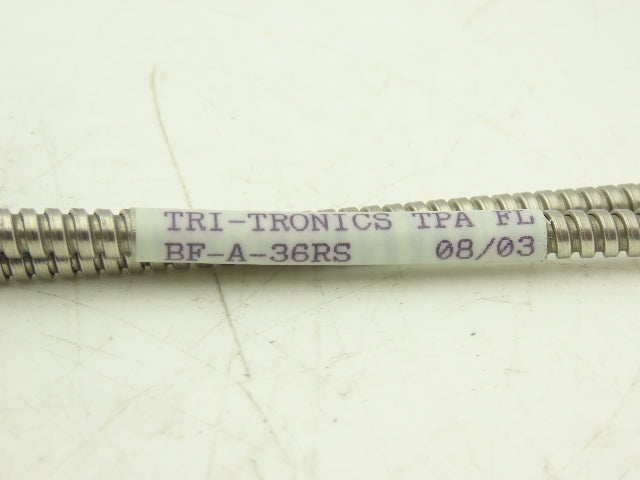 TRI-TRONICS TPA FL
BF-A-36RS 08/03